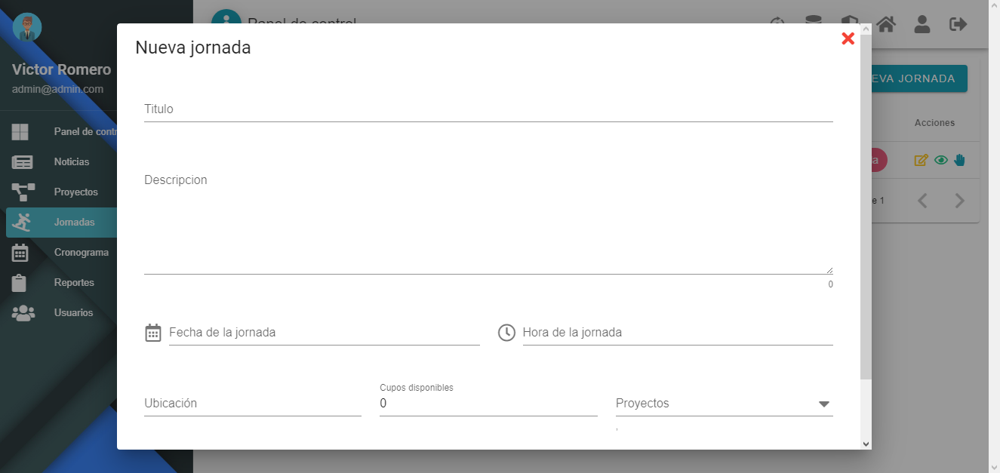 Panel de control
Victor Romero
admin@admin.com
Panel de contr
Noticias
Proyectos
Jornadas
Cronograma
Reportes
Usuarios
Nueva jornada
Titulo
Descripcion
0
Fecha de la jornada
Hora de la jornada
Ubicación
Cupos disponibles
0
Proyectos
EVA JORNADA
Acciones
a
e 1